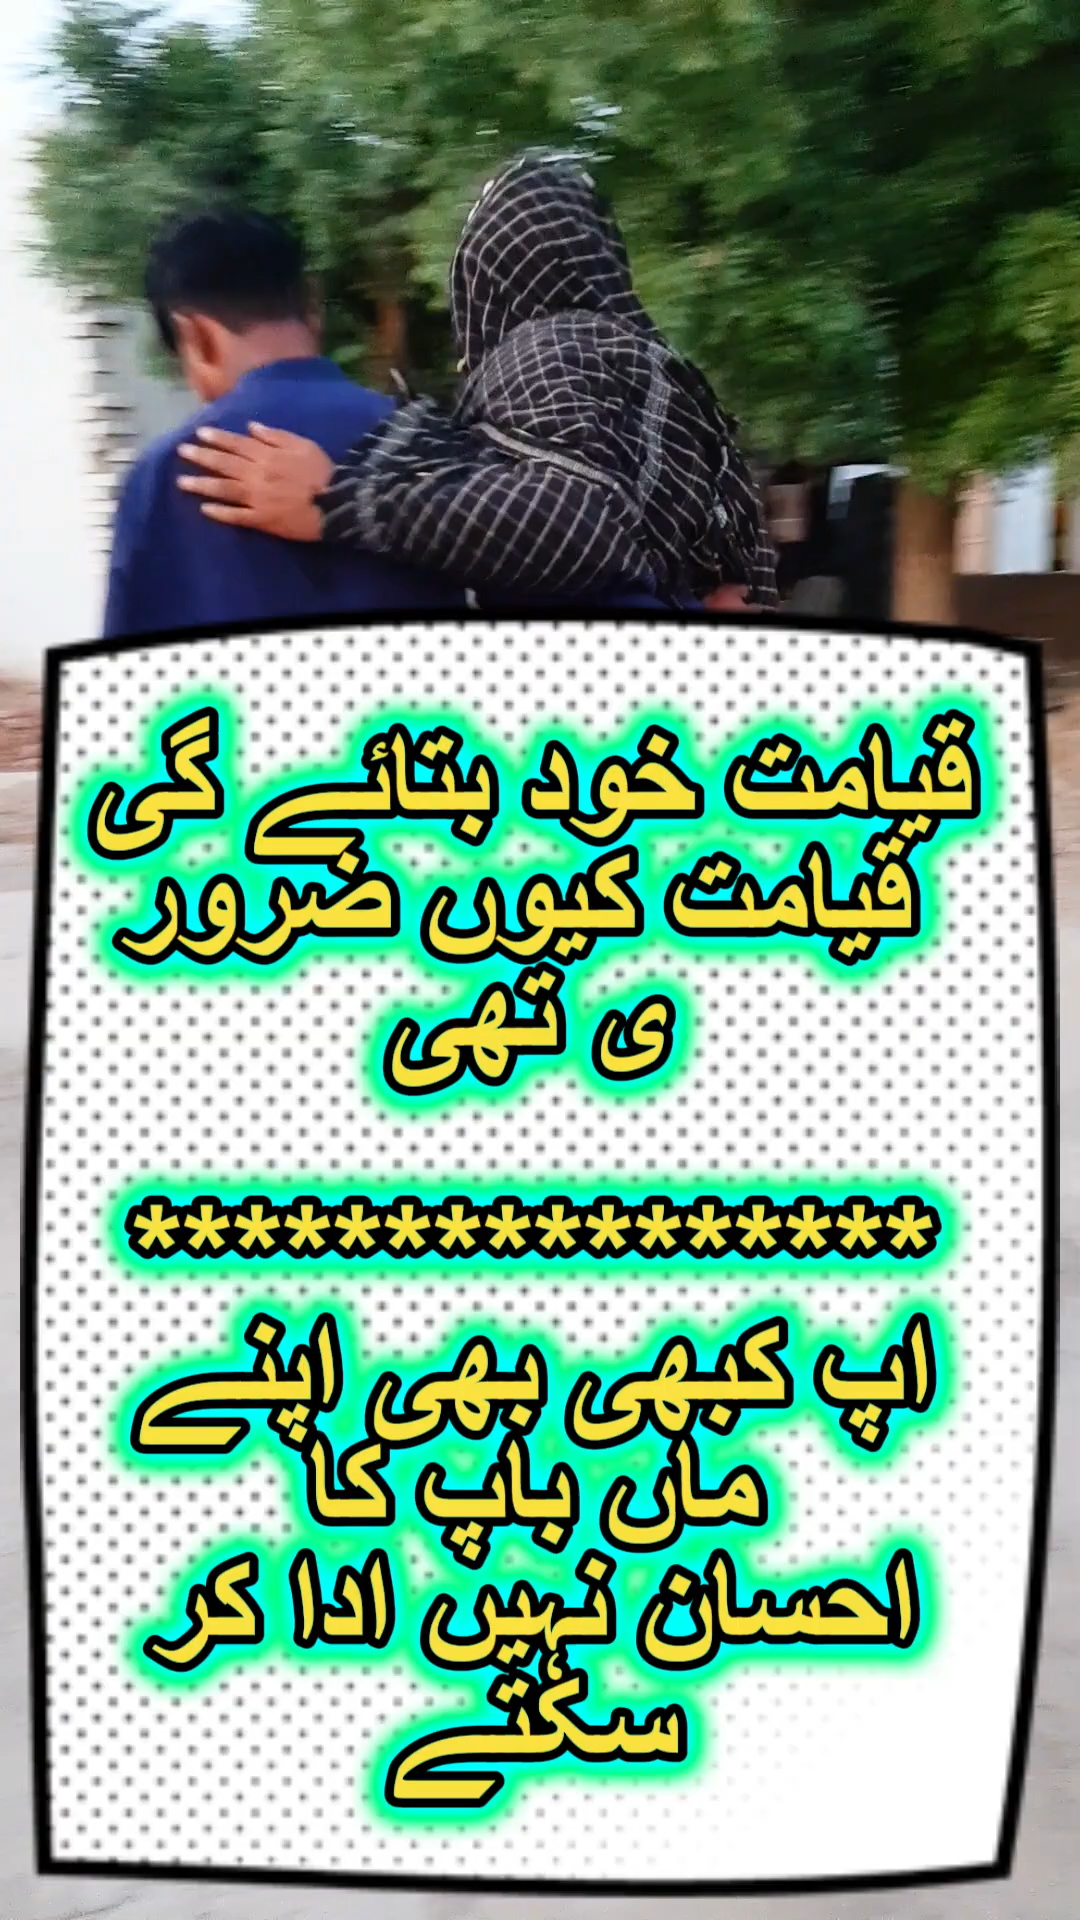 قیامت خود بتائے گی
قیامت کیوں ضرور
ی تھی
****************
اپ کبھی بھی اپنے
ماں باپ کا
احسان نہیں ادا کر
سکتے